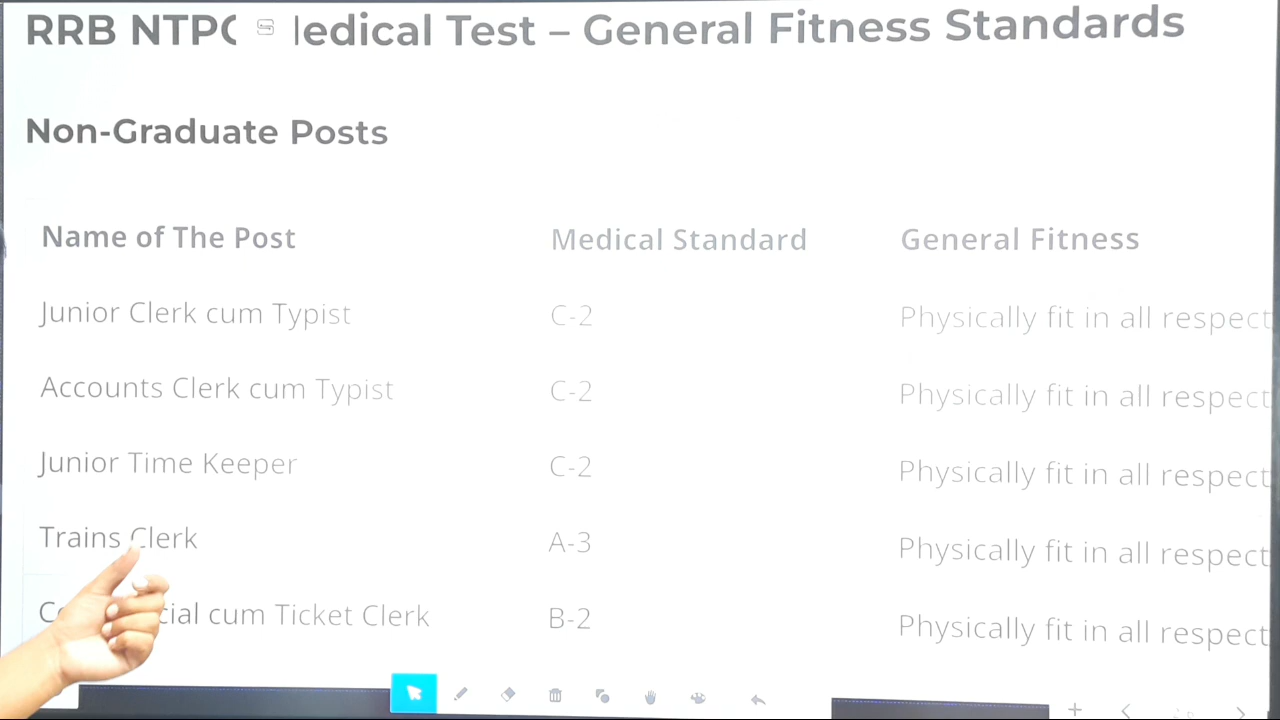 RRB NTPC Medical Test – General Fitness Standards
Non-Graduate Posts
Name of The Post Medical Standard General Fitness
Junior Clerk cum Typist C-2 Physically fit in all respect
Accounts Clerk cum Typist C-2 Physically fit in all respect
Junior Time Keeper C-2 Physically fit in all respect
Trains Clerk A-3 Physically fit in all respect
cum Ticket Clerk B-2 Physically fit in all respect